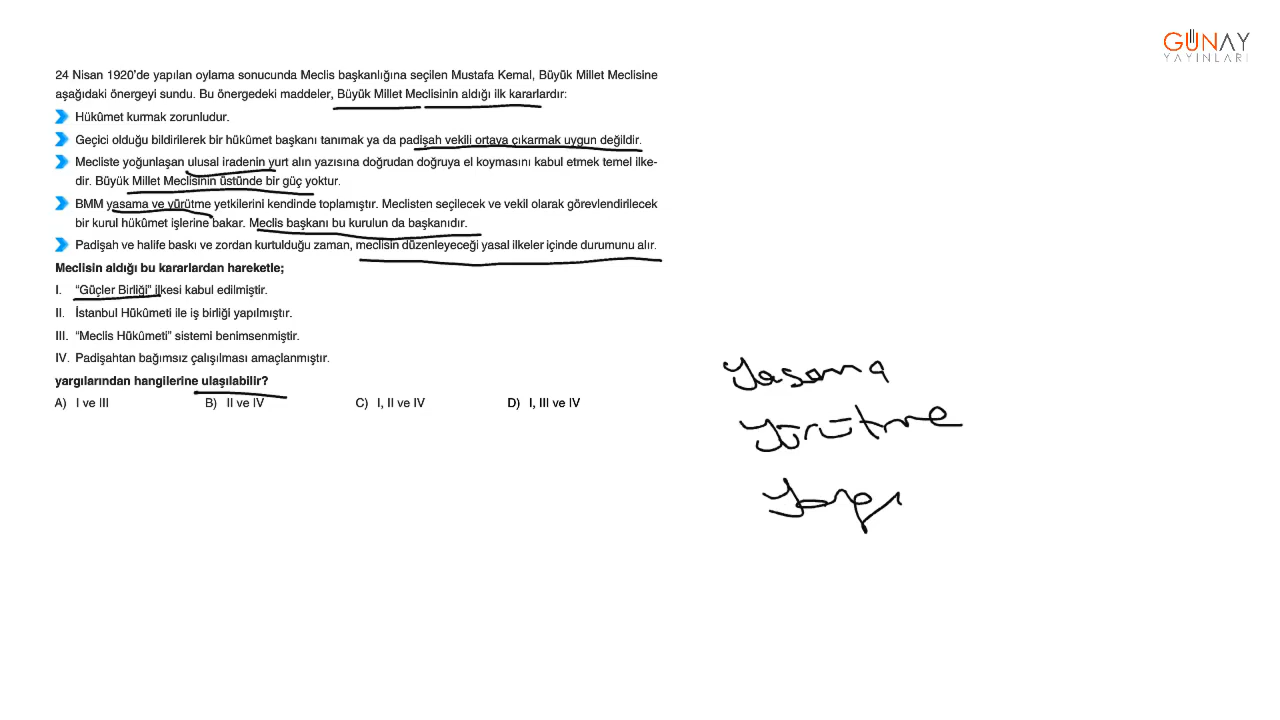 GÜNAY
YAYINLARI
24 Nisan 1920'de yapılan oylama sonucunda Meclis başkanlığına seçilen Mustafa Kemal, Büyük Millet Meclisine
aşağıdaki önergeyi sundu. Bu önergedeki maddeler, Büyük Millet Meclisinin aldığı ilk kararlardır:
Hükûmet kurmak zorunludur.
Geçici olduğu bildirilerek bir hükûmet başkanı tanımak ya da padişah vekili ortaya çıkarmak uygun değildir.
Mecliste yoğunlaşan ulusal iradenin yurt alın yazısına doğrudan doğruya el koymasını kabul etmek temel ilke-
dir. Büyük Millet Meclisinin üstünde bir güç yoktur.
BMM yasama ve yürütme yetkilerini kendinde toplamıştır. Meclisten seçilecek ve vekil olarak görevlendirilecek
bir kurul hükûmet işlerine bakar. Meclis başkanı bu kurulun da başkanıdır.
Padişah ve halife baskı ve zordan kurtulduğu zaman, meclisin düzenleyeceği yasal ilkeler içinde durumunu alır.
Meclisin aldığı bu kararlardan hareketle;
I. "Güçler Birliği" ilkesi kabul edilmiştir.
II. İstanbul Hükûmeti ile iş birliği yapılmıştır.
III. "Meclis Hükûmeti" sistemi benimsenmiştir.
IV. Padişahtan bağımsız çalışılması amaçlanmıştır.
yargılarından hangilerine ulaşılabilir?
A) I ve III B) II ve IV C) I, II ve IV D) I, III ve IV
Yasama
Yürütme
Yargı